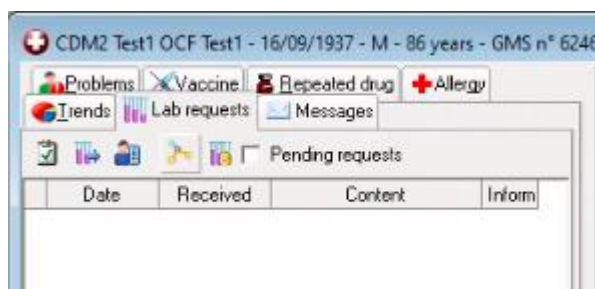 CDM2 Test1 OCF Test1 - 16/09/1937 - M - 86 years - GMS n° 6246
Problems Vaccine Repeated drug Allergy
Trends Lab requests Messages
Pending requests
Date Received Content Inform